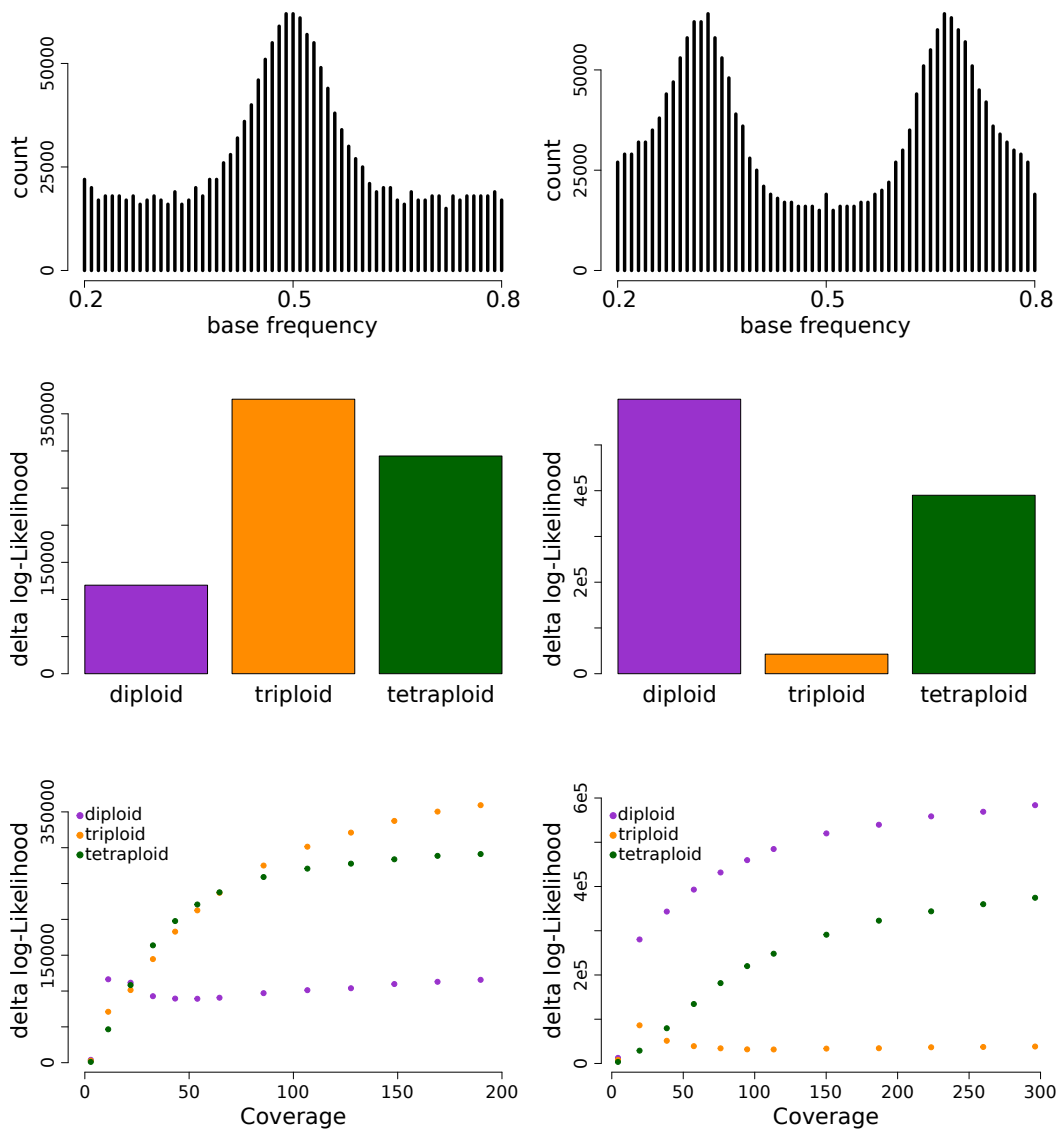 count
0
25000
50000
0.2
0.5
0.8
base frequency
count
0
25000
50000
0.2
0.5
0.8
base frequency
delta log-Likelihood
0
150000
350000
diploid
triploid
tetraploid
delta log-Likelihood
0
2e5
4e5
diploid
triploid
tetraploid
delta log-Likelihood
0
150000
350000
diploid
triploid
tetraploid
0
50
100
150
200
Coverage
delta log-Likelihood
0
2e5
4e5
6e5
diploid
triploid
tetraploid
0
50
100
150
200
250
300
Coverage